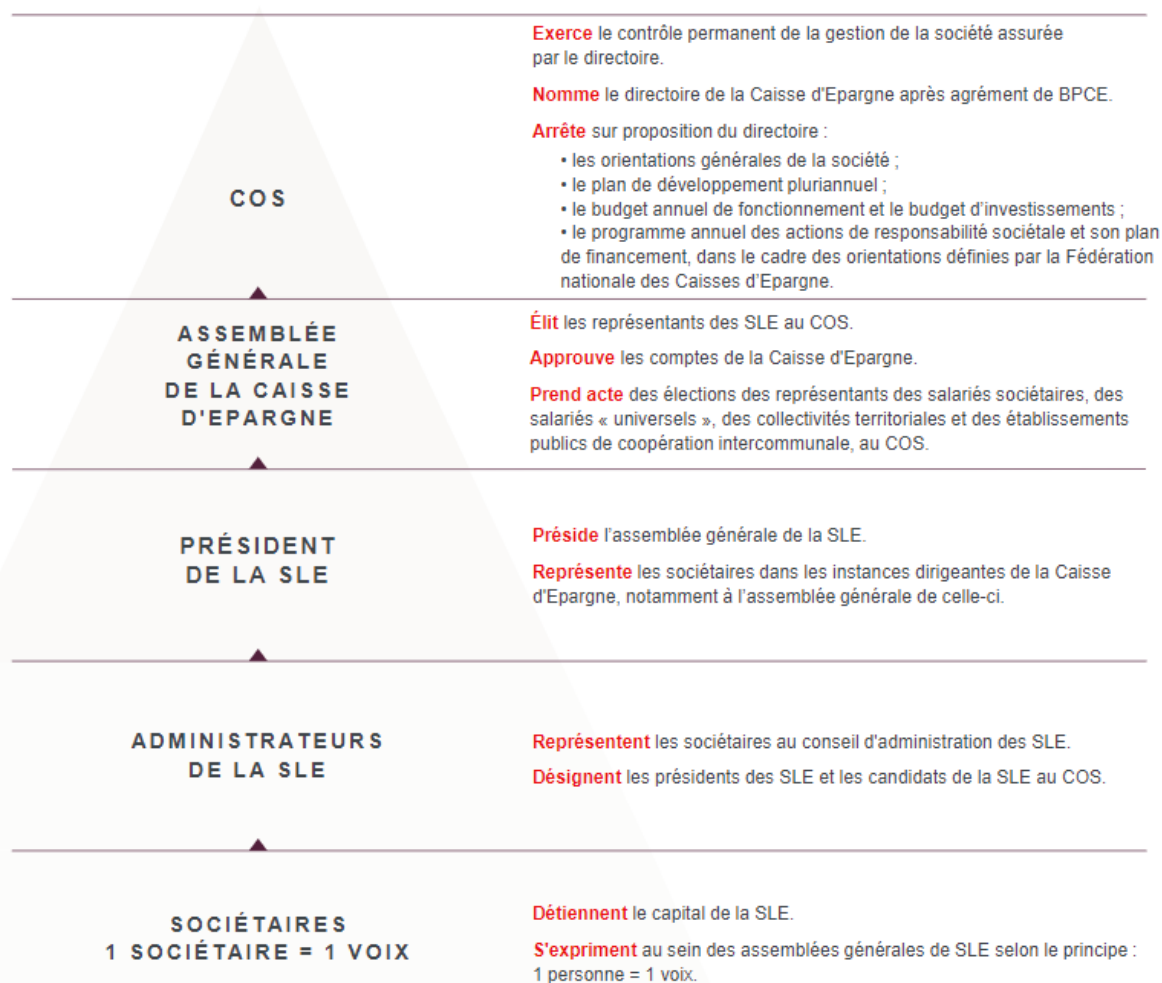 Exerce le contrôle permanent de la gestion de la société assurée
par le directoire.
Nomme le directoire de la Caisse d'Epargne après agrément de BPCE.
Arrête sur proposition du directoire :
• les orientations générales de la société ;
• le plan de développement pluriannuel ;
• le budget annuel de fonctionnement et le budget d'investissements ;
• le programme annuel des actions de responsabilité sociétale et son plan
de financement, dans le cadre des orientations définies par la Fédération
nationale des Caisses d'Epargne.
COS
Élit les représentants des SLE au COS.
Approuve les comptes de la Caisse d'Epargne.
Prend acte des élections des représentants des salariés sociétaires, des
salariés « universels », des collectivités territoriales et des établissements
publics de coopération intercommunale, au COS.
ASSEMBLÉE
GÉNÉRALE
DE LA CAISSE
D'EPARGNE
PRÉSIDENT
DE LA SLE
Préside l'assemblée générale de la SLE.
Représente les sociétaires dans les instances dirigeantes de la Caisse
d'Epargne, notamment à l'assemblée générale de celle-ci.
ADMINISTRATEURS
DE LA SLE
Représentent les sociétaires au conseil d'administration des SLE.
Désignent les présidents des SLE et les candidats de la SLE au COS.
SOCIÉTAIRES
1 SOCIÉTAIRE = 1 VOIX
Détiennent le capital de la SLE.
S'expriment au sein des assemblées générales de SLE selon le principe :
1 personne = 1 voix.